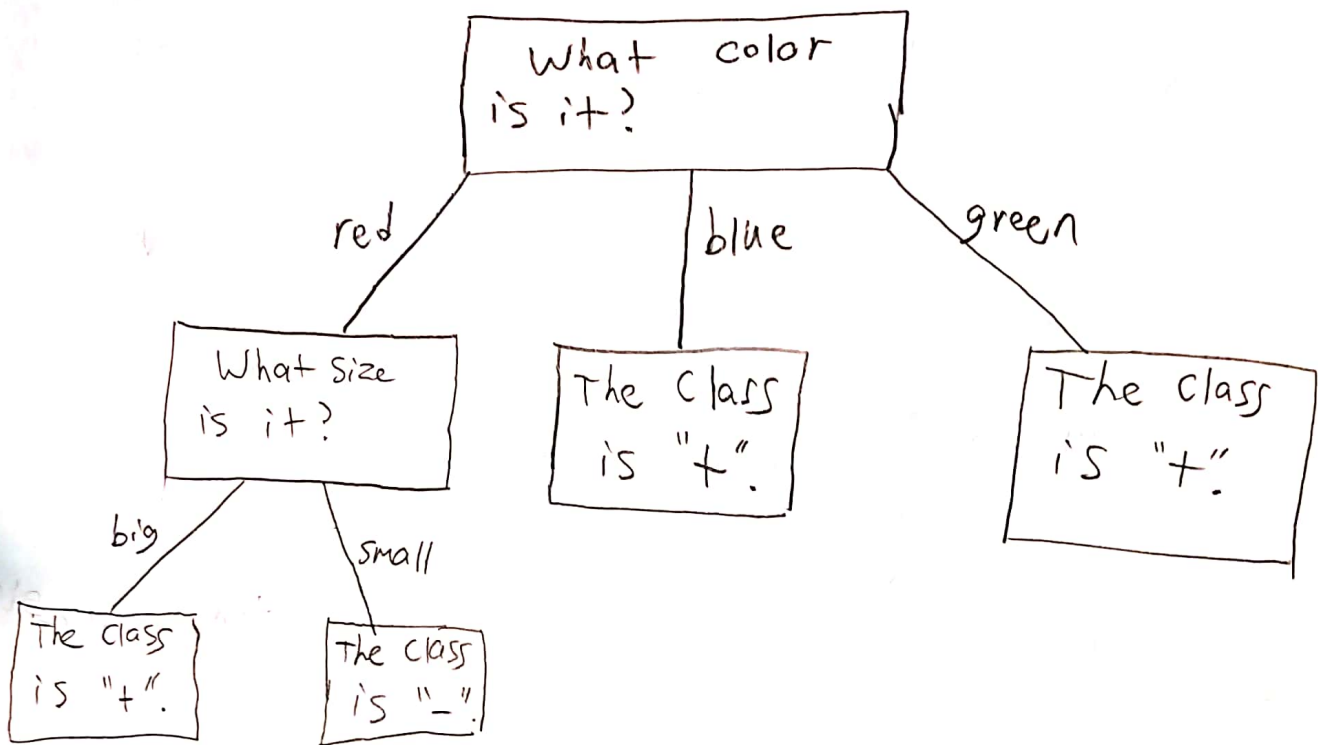 What color
is it?
red
blue
green
What size
is it?
The Class
is "+".
The Class
is "+".
big
small
The class
is "+".
The class
is "-".